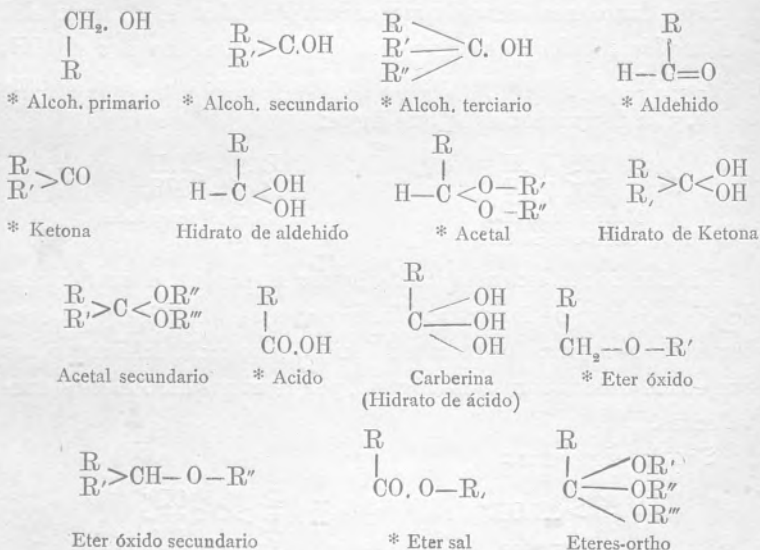 CH₂. OH
|
R
* Alcoh. primario
R
R′ >C.OH
* Alcoh. secundario
R
R′ C. OH
R″
* Alcoh. terciario
R
|
H—C=O
* Aldehido
R
R′ >CO
* Ketona
R
|
H—C< OH
OH
Hidrato de aldehido
R
|
H—C< O—R′
O—R″
* Acetal
R
R, >C< OH
OH
Hidrato de Ketona
R
R′ >C< OR″
OR‴
Acetal secundario
R
|
CO.OH
* Acido
R
|
C OH
OH
OH
Carberina
(Hidrato de ácido)
R
|
CH₂—O—R′
* Eter óxido
R
R′ >CH—O—R″
Eter óxido secundario
R
|
CO. O—R,
* Eter sal
R
|
C OR′
OR″
OR‴
Eteres-ortho